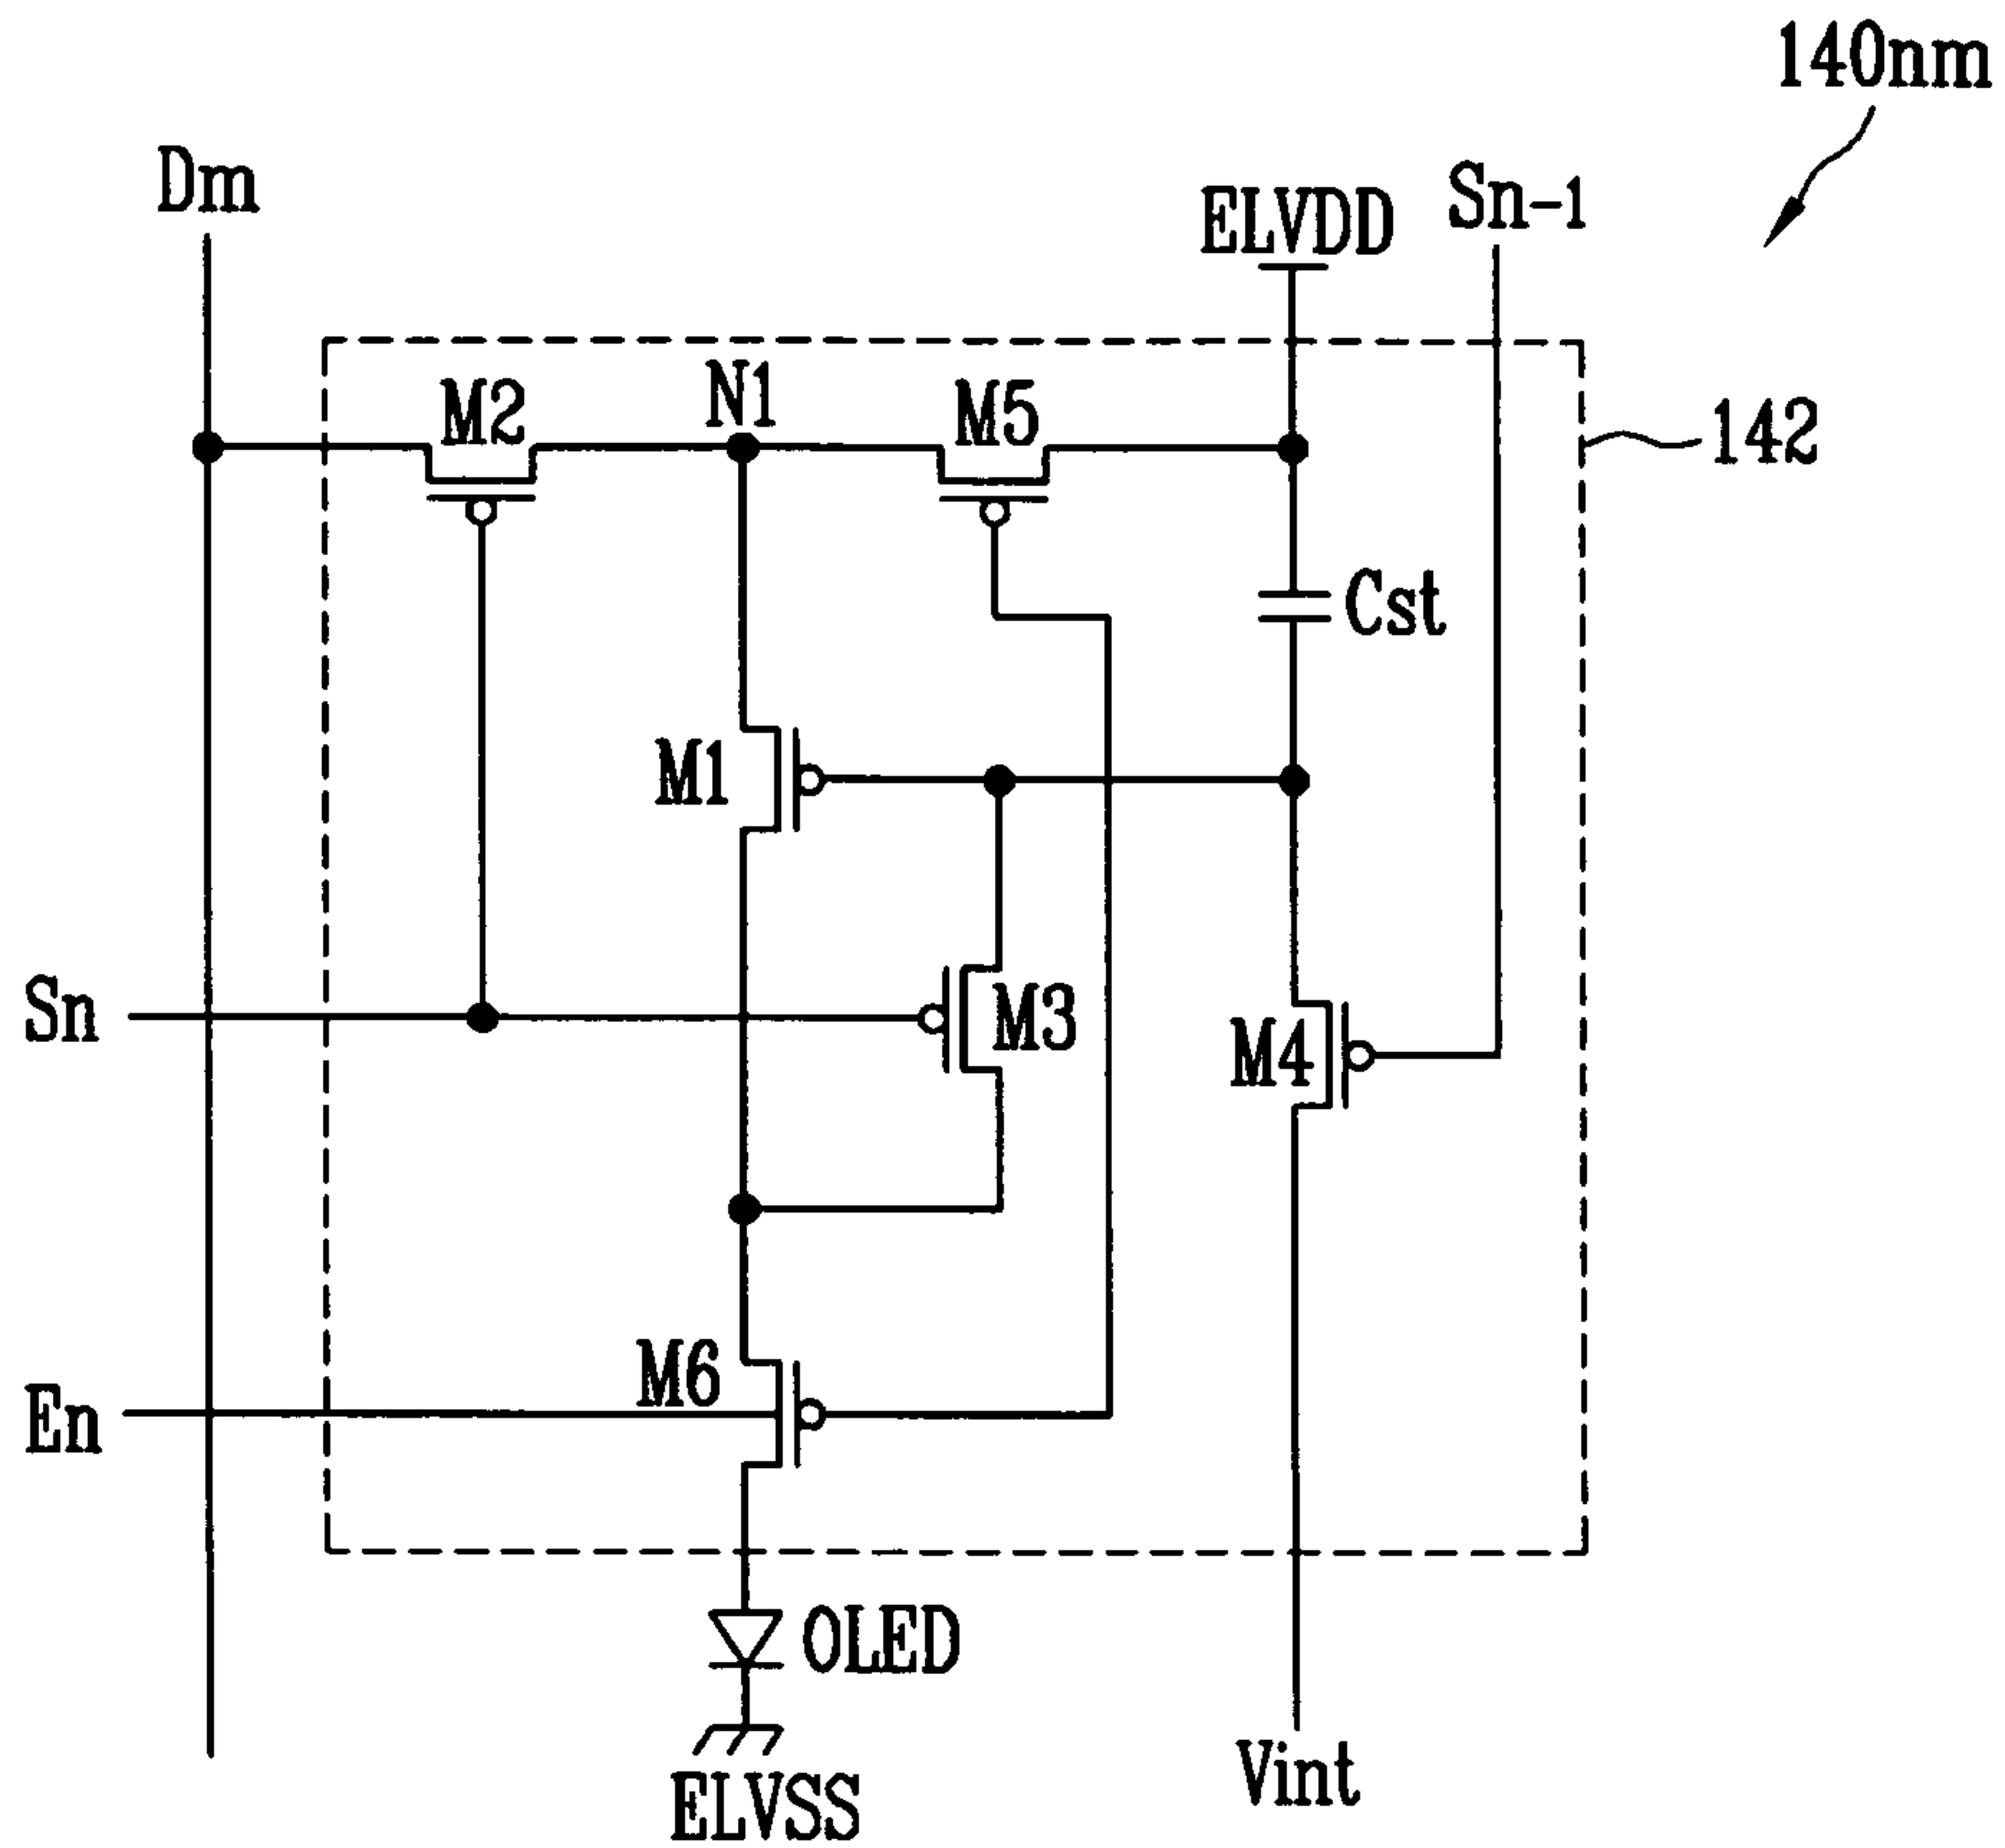 140nm
Dm
ELVDD
Sn-1
M2
N1
M5
142
Cst
M1
Sn
M3
M4
M6
En
OLED
Vint
ELVSS